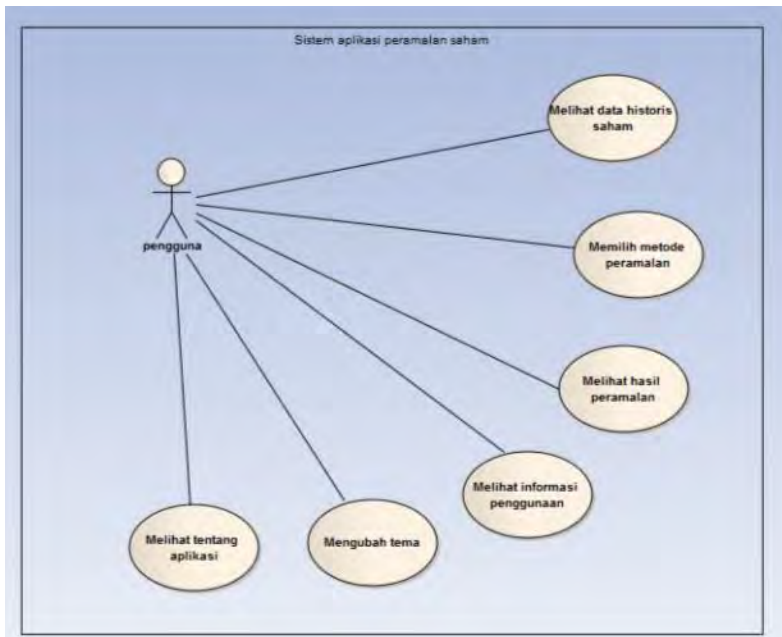 Sistem aplikasi peramalan saham
Melihat data historis
saham
pengguna
Memilih metode
peramalan
Melihat hasil
peramalan
Melihat informasi
penggunaan
Melihat tentang
aplikasi
Mengubah tema